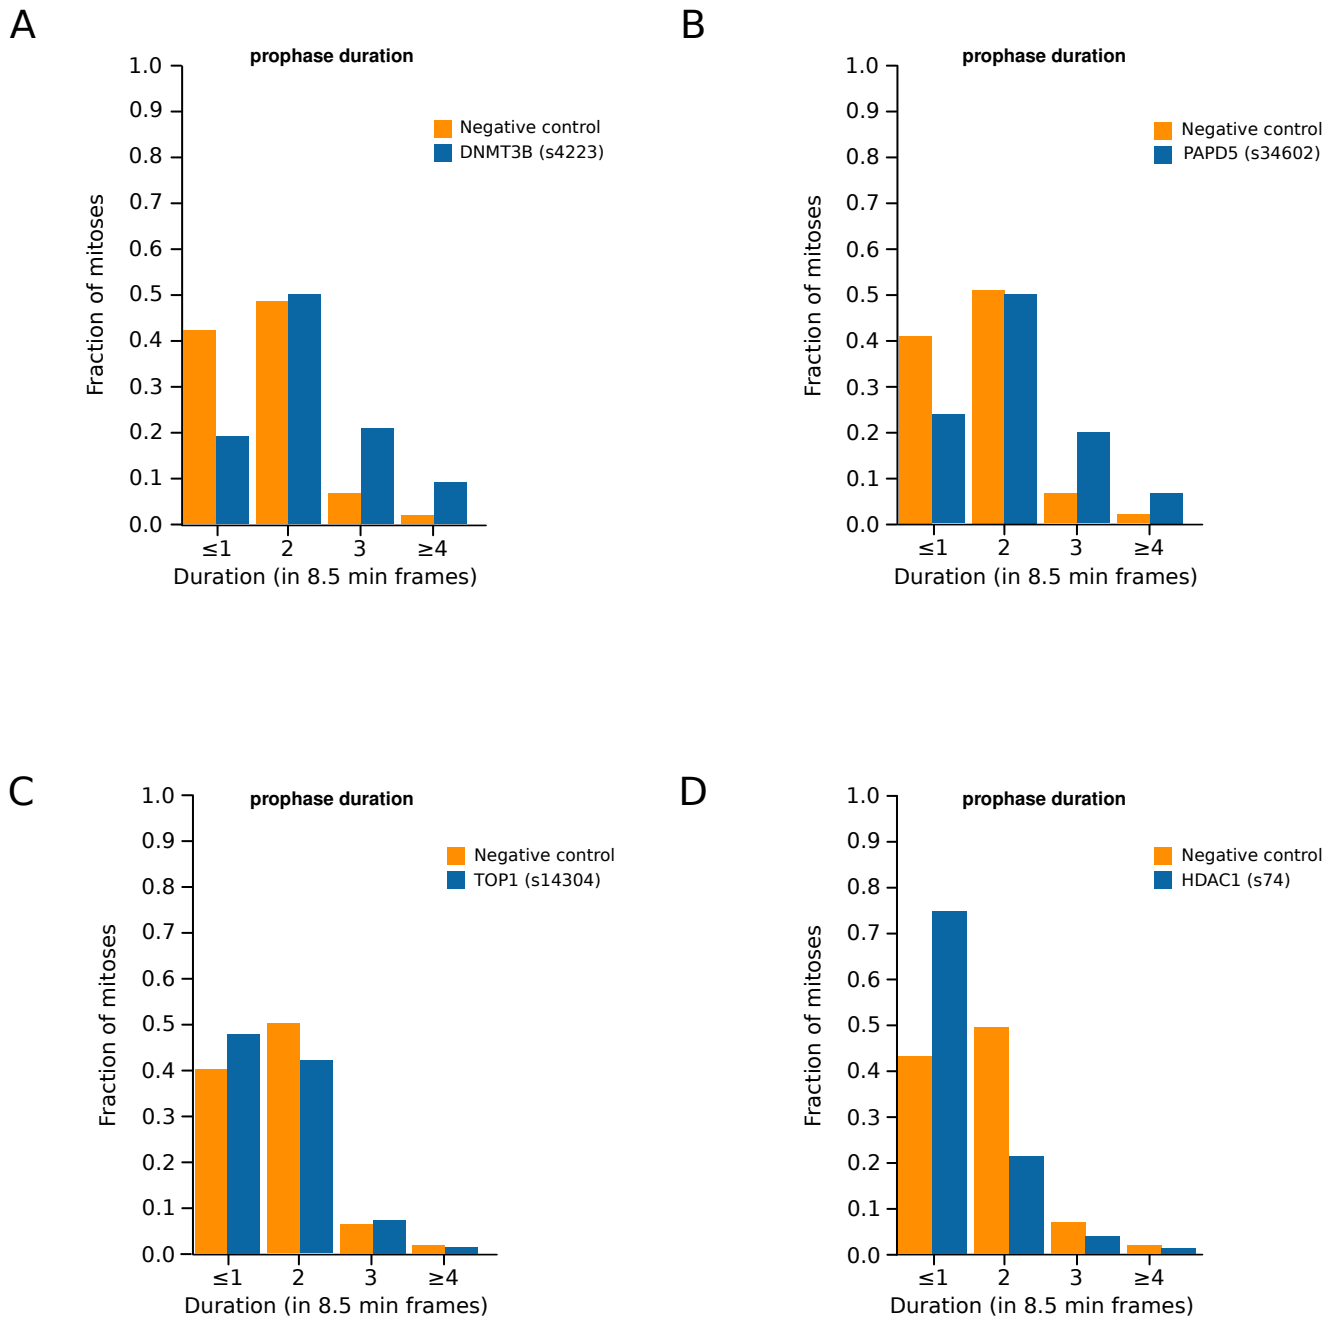 A
prophase duration
1.0
0.9
0.8
0.7
0.6
0.5
0.4
0.3
0.2
0.1
0.0
Fraction of mitoses
Negative control
DNMT3B (s4223)
≤1 2 3 ≥4
Duration (in 8.5 min frames)
B
prophase duration
1.0
0.9
0.8
0.7
0.6
0.5
0.4
0.3
0.2
0.1
0.0
Fraction of mitoses
Negative control
PAPD5 (s34602)
≤1 2 3 ≥4
Duration (in 8.5 min frames)
C
prophase duration
1.0
0.9
0.8
0.7
0.6
0.5
0.4
0.3
0.2
0.1
0.0
Fraction of mitoses
Negative control
TOP1 (s14304)
≤1 2 3 ≥4
Duration (in 8.5 min frames)
D
prophase duration
1.0
0.9
0.8
0.7
0.6
0.5
0.4
0.3
0.2
0.1
0.0
Fraction of mitoses
Negative control
HDAC1 (s74)
≤1 2 3 ≥4
Duration (in 8.5 min frames)